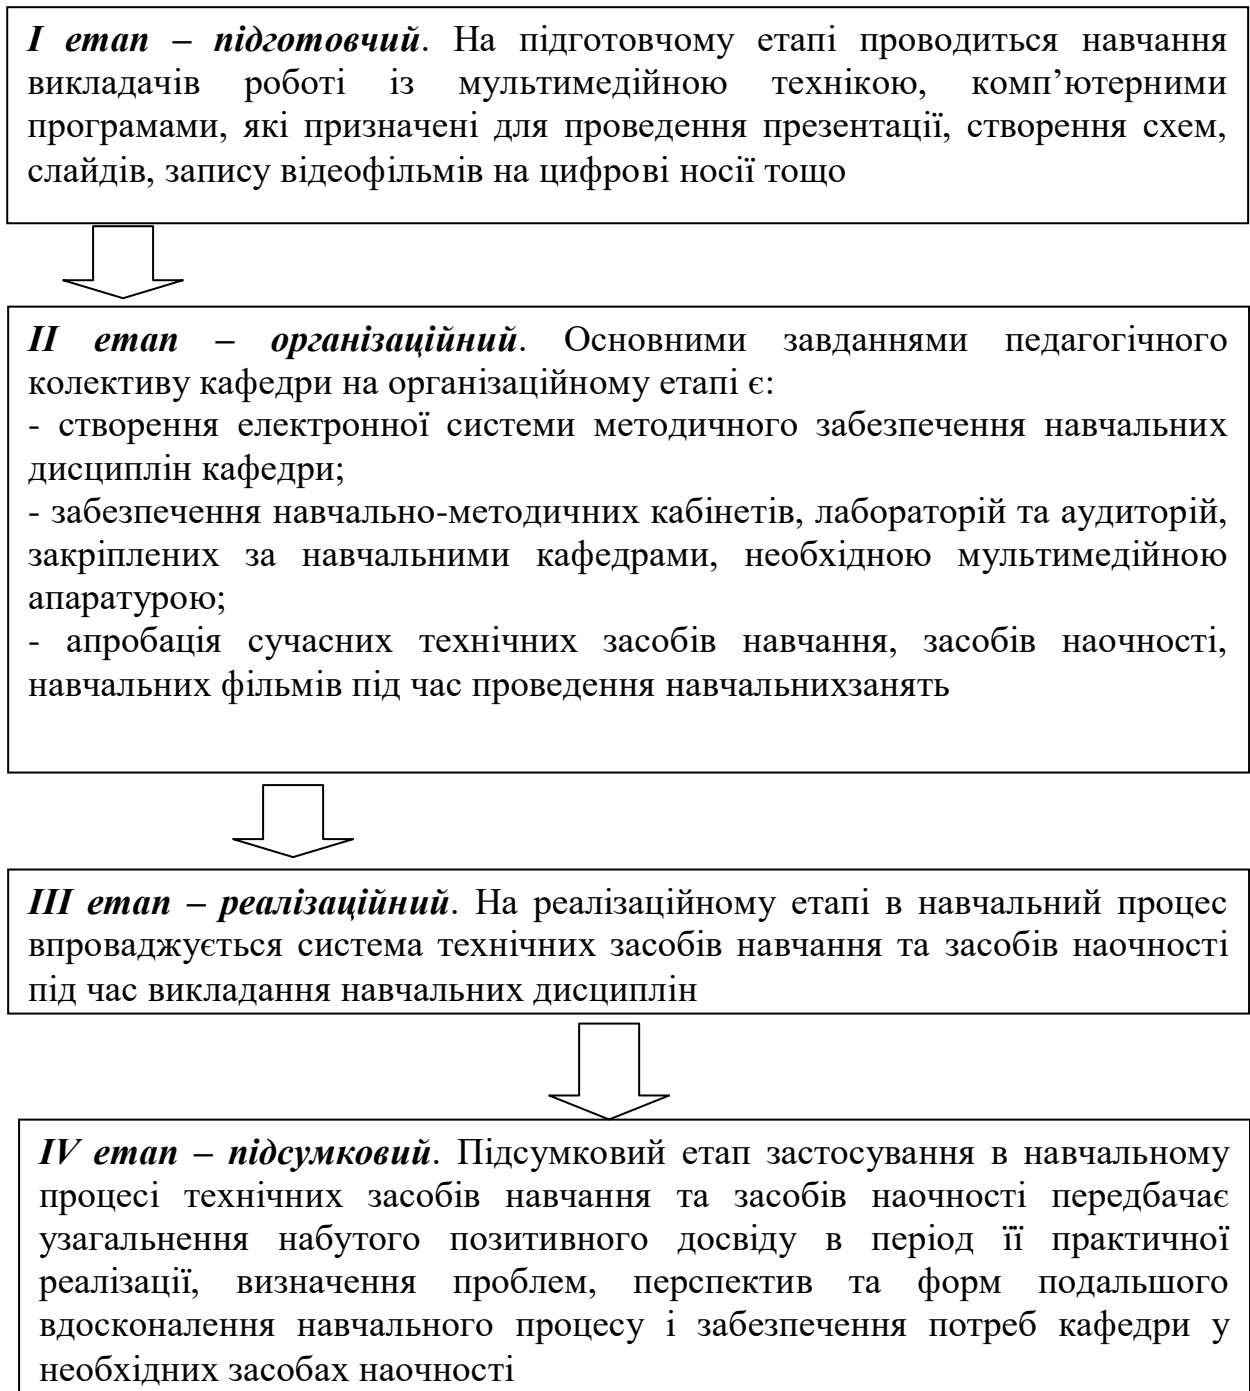 І етап – підготовчий. На підготовчому етапі проводиться навчання
викладачів роботі із мультимедійною технікою, комп’ютерними
програмами, які призначені для проведення презентації, створення схем,
слайдів, запису відеофільмів на цифрові носії тощо
ІІ етап – організаційний. Основними завданнями педагогічного
колективу кафедри на організаційному етапі є:
- створення електронної системи методичного забезпечення навчальних
дисциплін кафедри;
- забезпечення навчально-методичних кабінетів, лабораторій та аудиторій,
закріплених за навчальними кафедрами, необхідною мультимедійною
апаратурою;
- апробація сучасних технічних засобів навчання, засобів наочності,
навчальних фільмів під час проведення навчальнихзанять
ІІІ етап – реалізаційний. На реалізаційному етапі в навчальний процес
впроваджується система технічних засобів навчання та засобів наочності
під час викладання навчальних дисциплін
IV етап – підсумковий. Підсумковий етап застосування в навчальному
процесі технічних засобів навчання та засобів наочності передбачає
узагальнення набутого позитивного досвіду в період її практичної
реалізації, визначення проблем, перспектив та форм подальшого
вдосконалення навчального процесу і забезпечення потреб кафедри у
необхідних засобах наочності